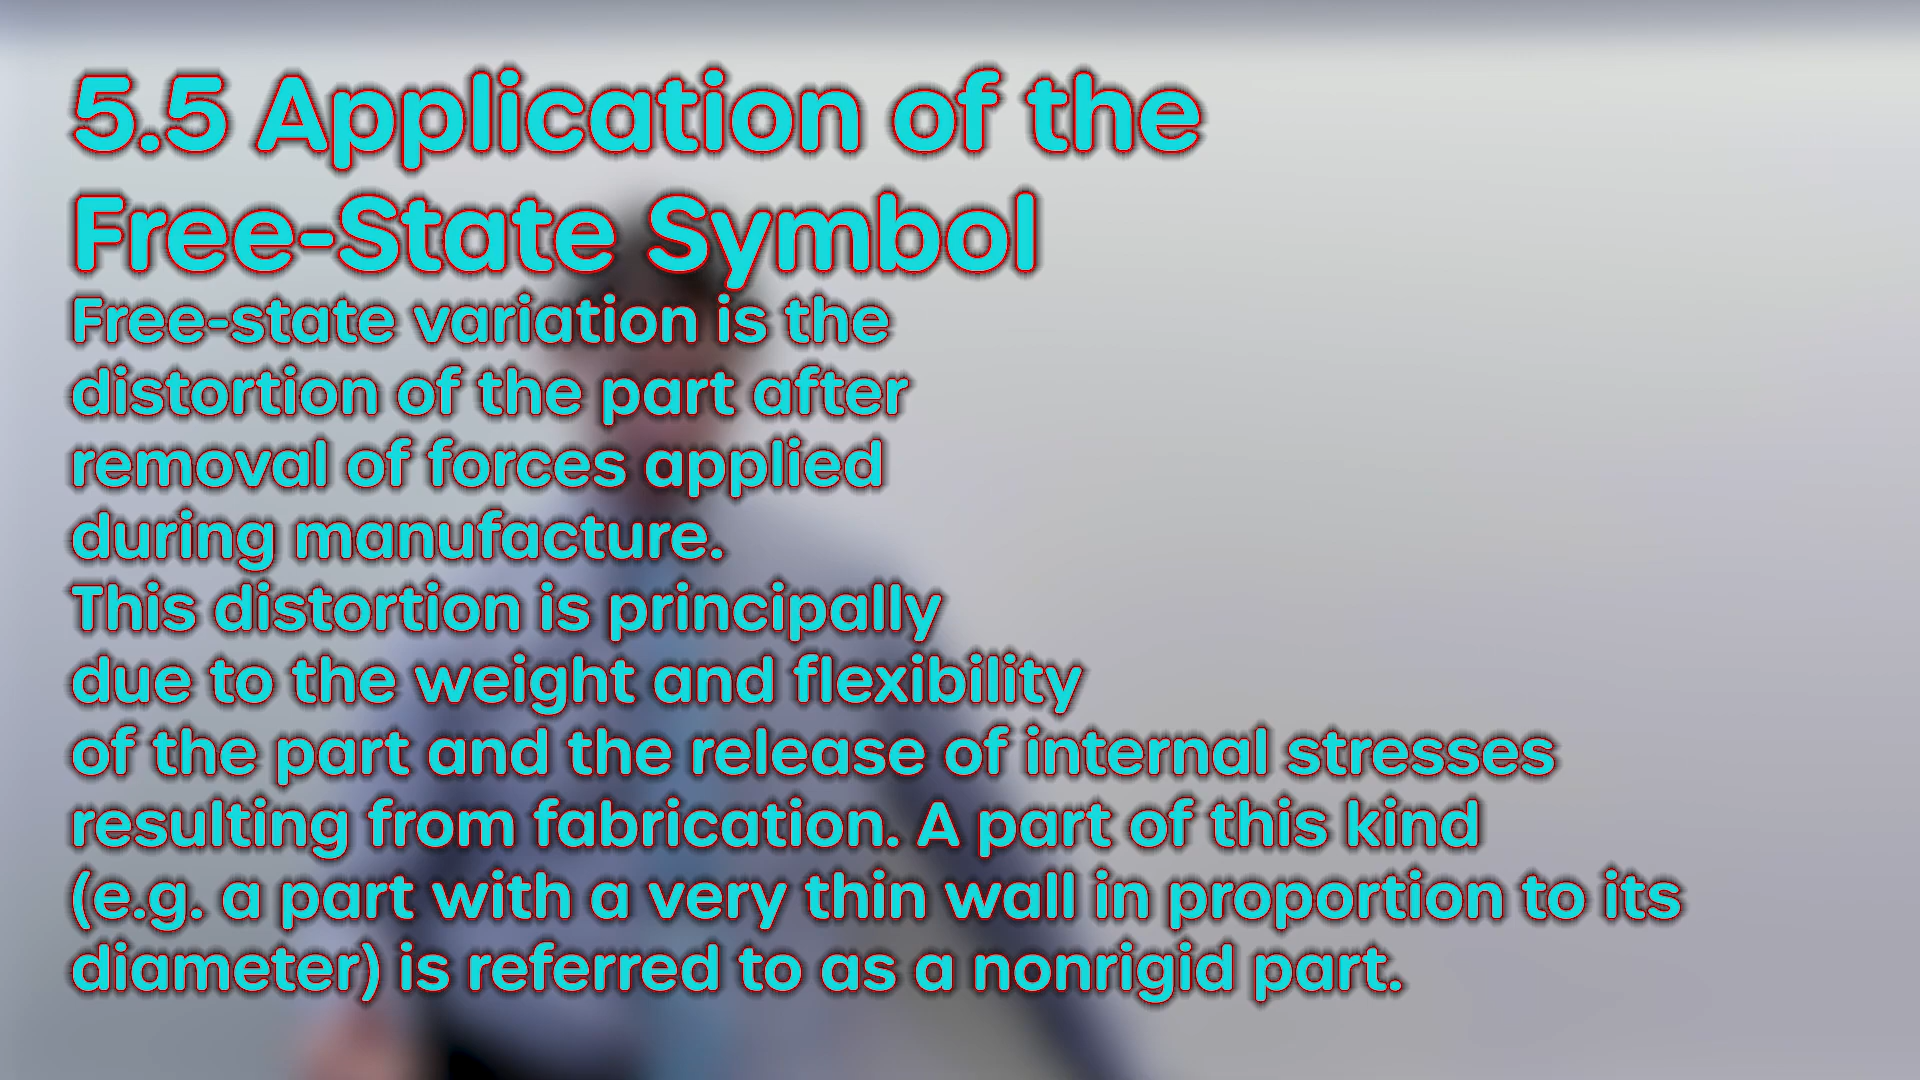 5.5 Application of the
Free-State Symbol
Free-state variation is the
distortion of the part after
removal of forces applied
during manufacture.
This distortion is principally
due to the weight and flexibility
of the part and the release of internal stresses
resulting from fabrication. A part of this kind
(e.g. a part with a very thin wall in proportion to its
diameter) is referred to as a nonrigid part.